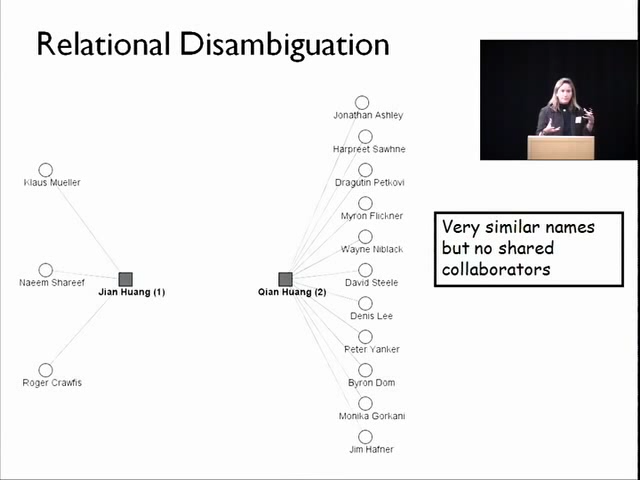 Relational Disambiguation
Jonathan Ashley
Harpreet Sawhne
Klaus Mueller
Dragutin Petkovi
Myron Flickner
Very similar names
but no shared
collaborators
Wayne Niblack
Naeem Shareef
David Steele
Jian Huang (1)
Qian Huang (2)
Denis Lee
Peter Yanker
Roger Crawfis
Byron Dom
Monika Gorkani
Jim Hafner